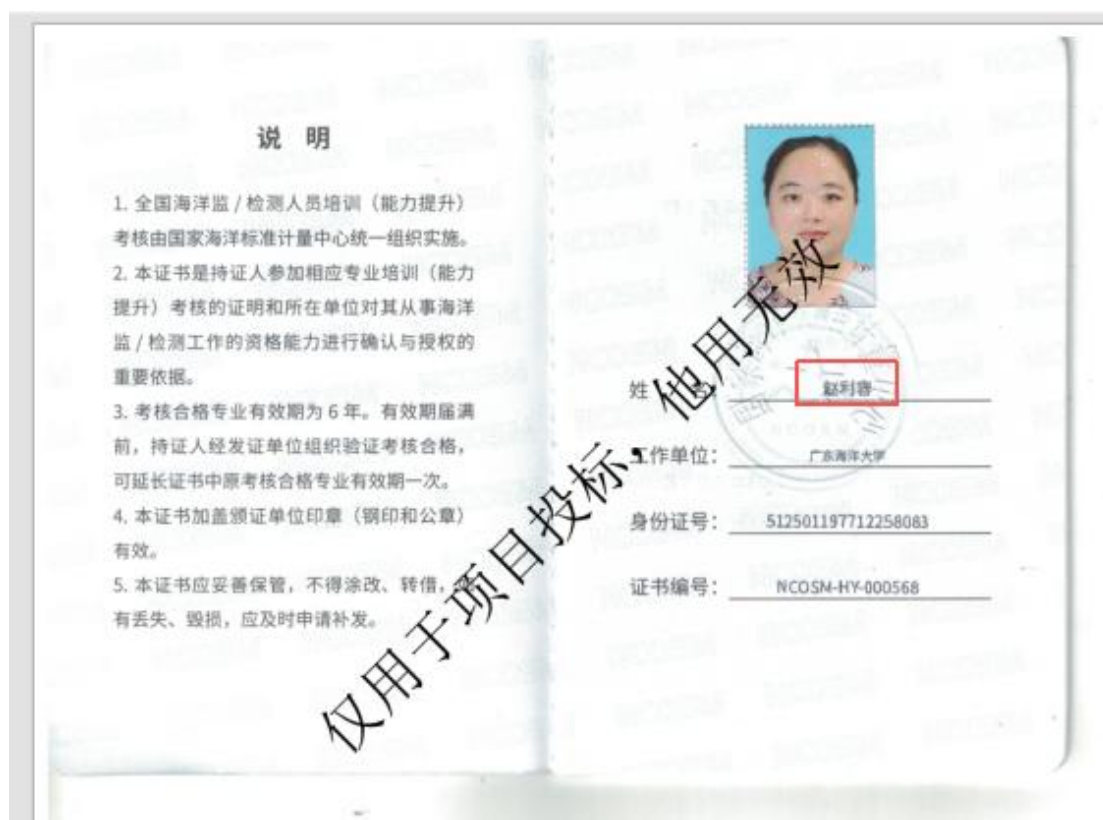 说 明
1. 全国海洋监 / 检测人员培训（能力提升）
考核由国家海洋标准计量中心统一组织实施。
2. 本证书是持证人参加相应专业培训（能力
提升）考核的证明和所在单位对其从事海洋
监 / 检测工作的资格能力进行确认与授权的
重要依据。
3. 考核合格专业有效期为 6 年。有效期届满
前，持证人经发证单位组织验证考核合格，
可延长证书中原考核合格专业有效期一次。
4. 本证书加盖颁证单位印章（钢印和公章）
有效。
5. 本证书应妥善保管，不得涂改、转借，
有丢失、毁损，应及时申请补发。
姓 名： 赵利容
工作单位： 广东海洋大学
身份证号： 512501197712258083
证书编号： NCOSM-HY-000568
仅用于项目投标，他用无效